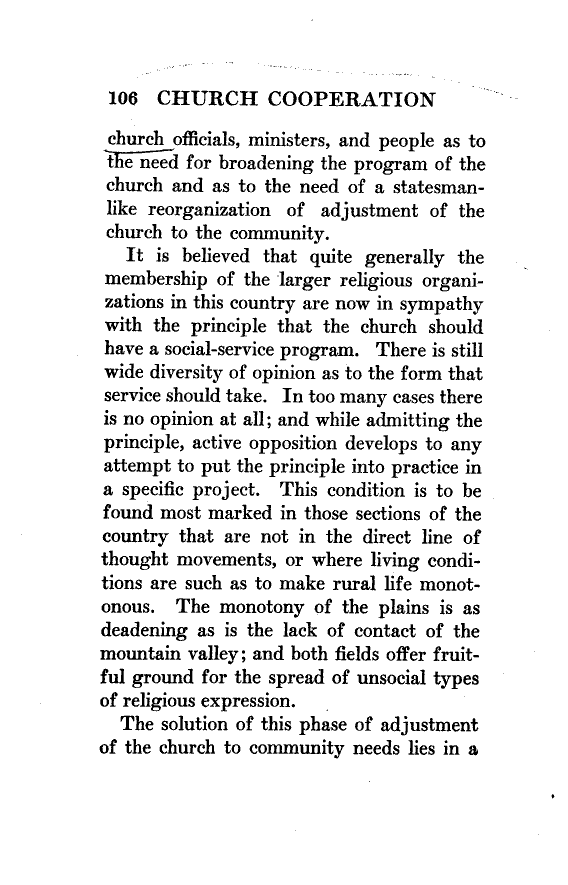 106 CHURCH COOPERATION
church officials, ministers, and people as to
the need for broadening the program of the
church and as to the need of a statesman-
like reorganization of adjustment of the
church to the community.
It is believed that quite generally the
membership of the larger religious organi-
zations in this country are now in sympathy
with the principle that the church should
have a social-service program. There is still
wide diversity of opinion as to the form that
service should take. In too many cases there
is no opinion at all; and while admitting the
principle, active opposition develops to any
attempt to put the principle into practice in
a specific project. This condition is to be
found most marked in those sections of the
country that are not in the direct line of
thought movements, or where living condi-
tions are such as to make rural life monot-
onous. The monotony of the plains is as
deadening as is the lack of contact of the
mountain valley; and both fields offer fruit-
ful ground for the spread of unsocial types
of religious expression.
The solution of this phase of adjustment
of the church to community needs lies in a